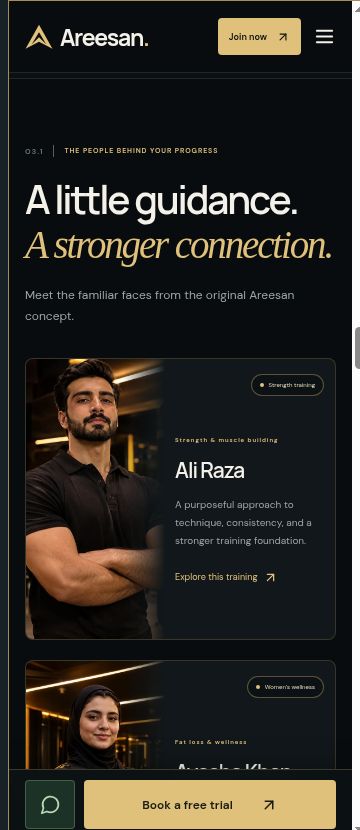 Areesan.
Join now
03.1 THE PEOPLE BEHIND YOUR PROGRESS
A little guidance.
A stronger connection.
Meet the familiar faces from the original Areesan
concept.
Strength training
Strength & muscle building
Ali Raza
A purposeful approach to
technique, consistency, and a
stronger training foundation.
Explore this training
Women's wellness
Fat loss & wellness
Book a free trial